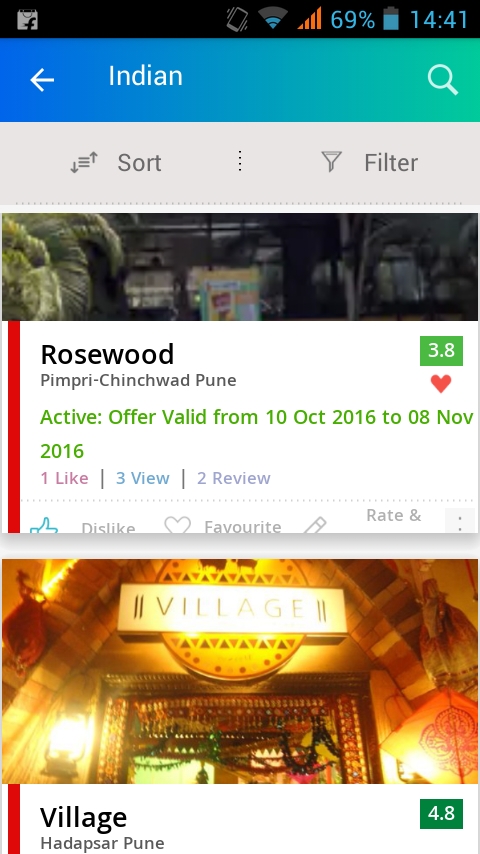 69% 14:41
Indian
Sort Filter
Rosewood 3.8
Pimpri-Chinchwad Pune
Active: Offer Valid from 10 Oct 2016 to 08 Nov
2016
1 Like | 3 View | 2 Review
Dislike Favourite Rate &
VILLAGE
Village 4.8
Hadapsar Pune